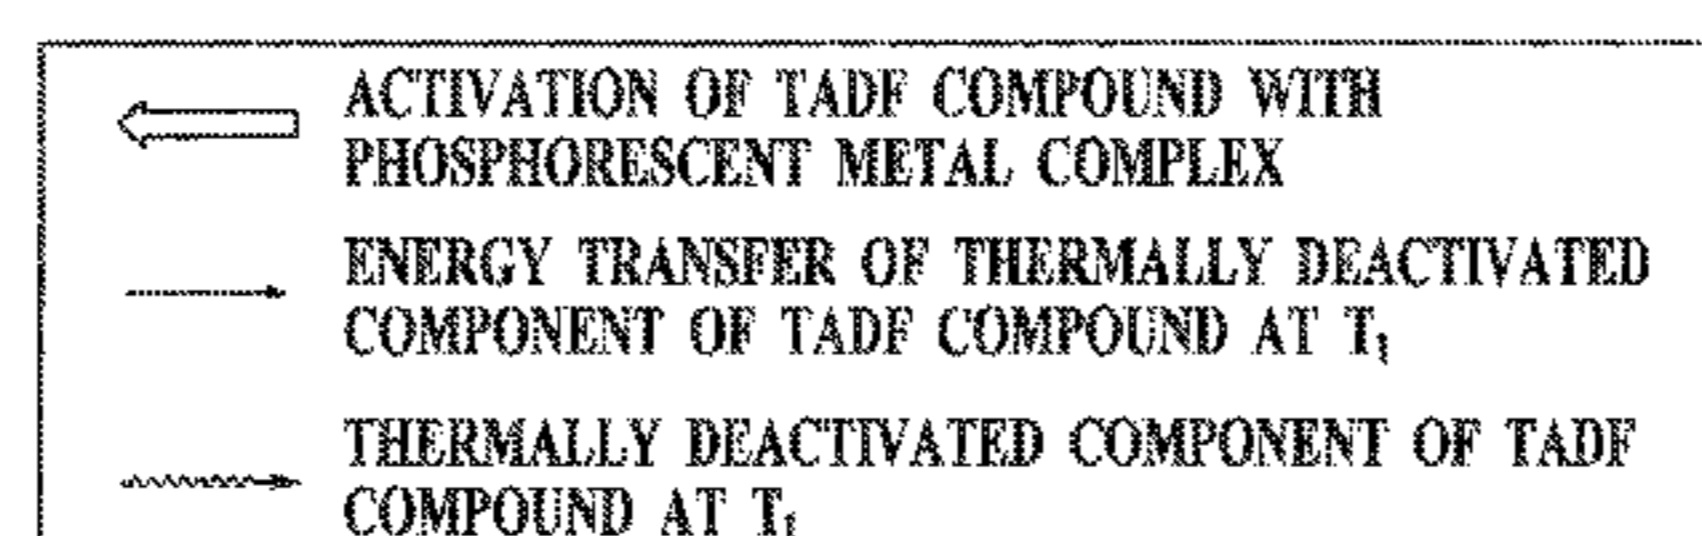 ACTIVATION OF TADF COMPOUND WITH
PHOSPHORESCENT METAL COMPLEX
ENERGY TRANSFER OF THERMALLY DEACTIVATED
COMPONENT OF TADF COMPOUND AT T₁
THERMALLY DEACTIVATED COMPONENT OF TADF
COMPOUND AT T₁